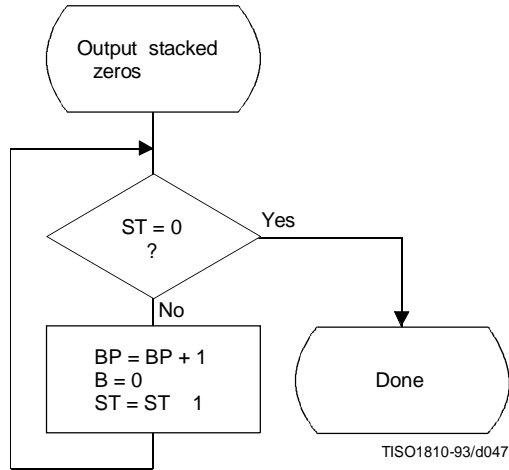 Output stacked
zeros
ST = 0
?
Yes
No
BP = BP + 1
B = 0
ST = ST 1
Done
TISO1810-93/d047